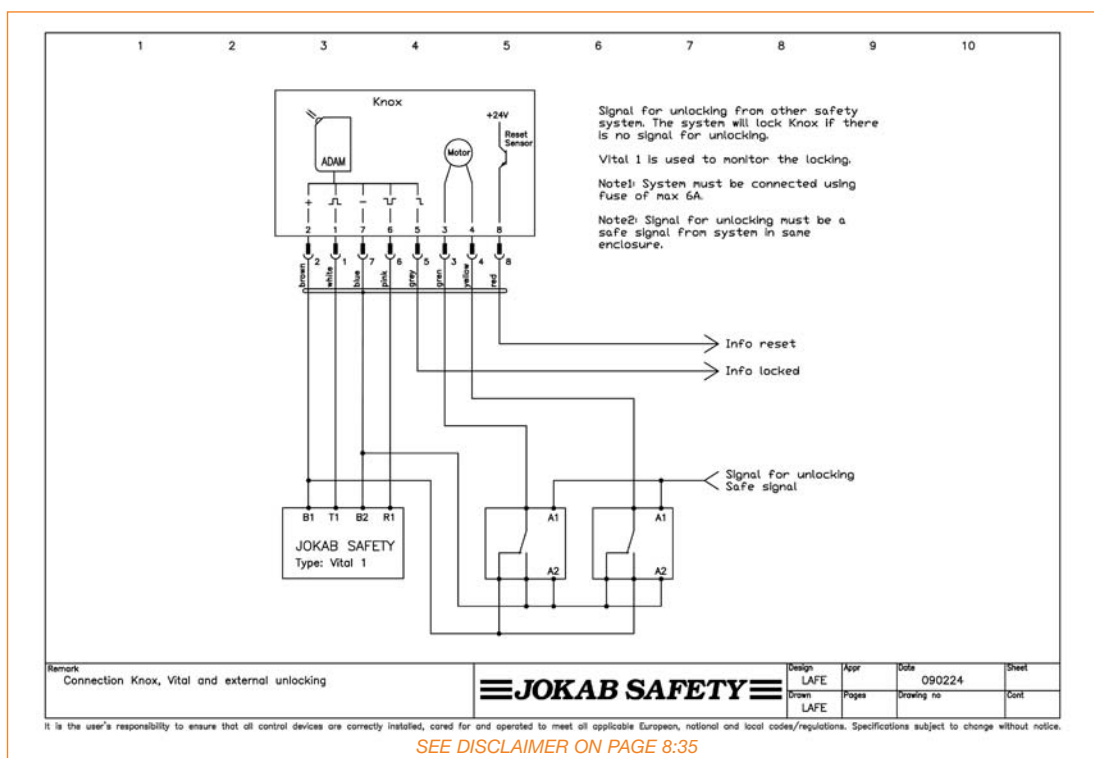 1 2 3 4 5 6 7 8 9 10
Knox
+24V
Reset
Sensor
ADAM
Motor
+ -
2 1 7 6 5 3 4 8
2 1 7 6 5 3 4 8
brown white blue pink grey gren yellow red
Signal for unlocking from other safety
system. The system will lock Knox if there
is no signal for unlocking.
Vital 1 is used to monitor the locking.
Note1: System must be connected using
fuse of max 6A.
Note2: Signal for unlocking must be a
safe signal from system in same
enclosure.
Info reset
Info locked
Signal for unlocking
Safe signal
B1 T1 B2 R1
JOKAB SAFETY
Type: Vital 1
A1 A1
A2 A2
Remark
Connection Knox, Vital and external unlocking
JOKAB SAFETY
Design
LAFE
Appr
Date
090224
Sheet
Drawn
LAFE
Pages
Drawing no
Cont
It is the user's responsibility to ensure that all control devices are correctly installed, cared for and operated to meet all applicable European, national and local codes/regulations. Specifications subject to change without notice.
SEE DISCLAIMER ON PAGE 8:35